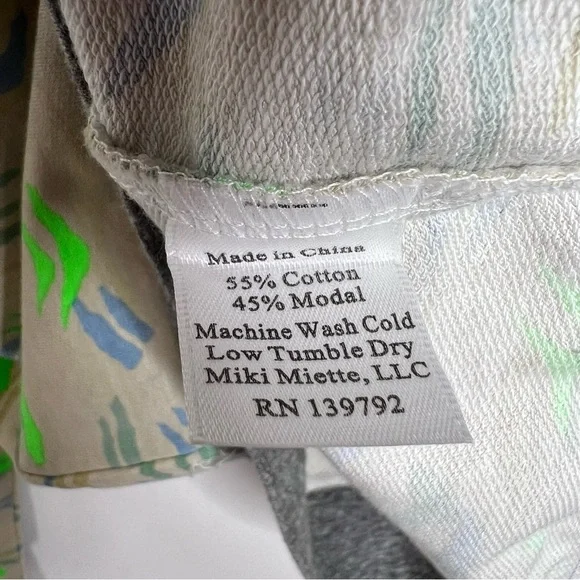 Made in China
55% Cotton
45% Modal
Machine Wash Cold
Low Tumble Dry
Miki Miette, LLC
RN 139792